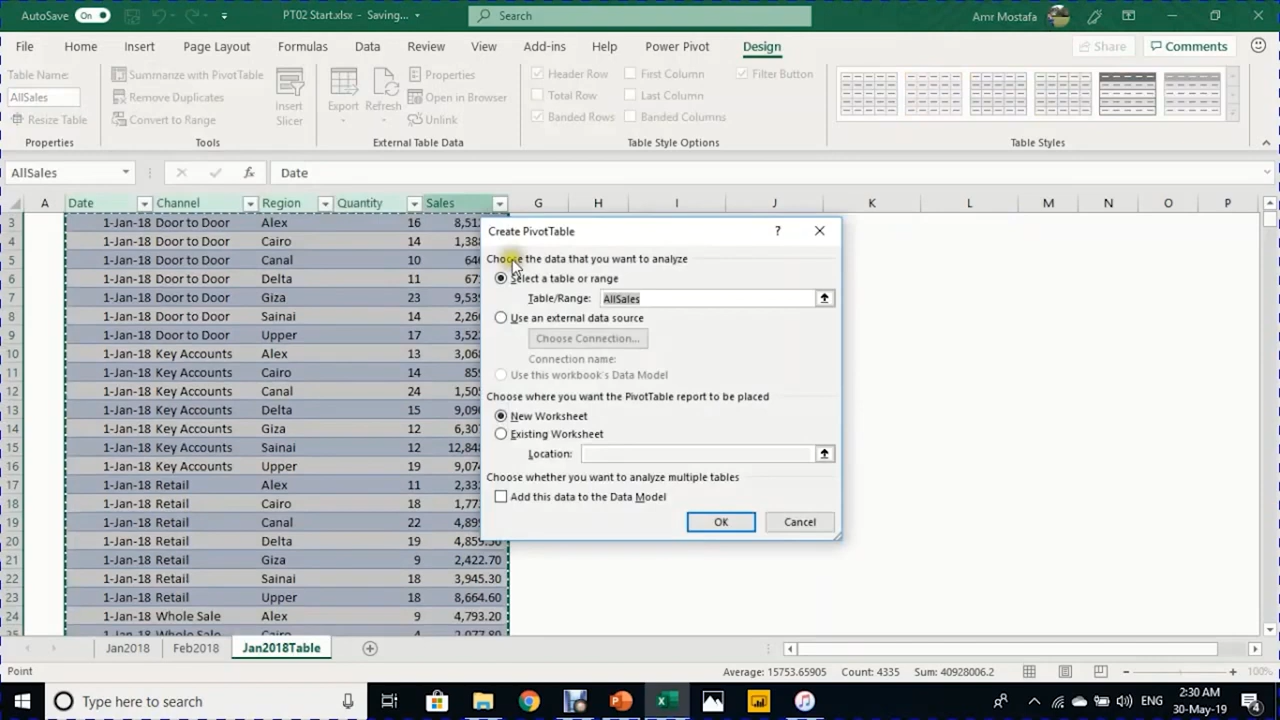 AutoSave On PT02 Start.xlsx - Saving... Search Amr Mostafa
File Home Insert Page Layout Formulas Data Review View Add-ins Help Power Pivot Design Share Comments
Table Name: Summarize with PivotTable Properties Header Row First Column Filter Button
AllSales Remove Duplicates Open in Browser Total Row Last Column
Resize Table Banded Rows Banded Columns
Properties Tools External Table Data Table Style Options Table Styles
AllSales fx Date
A Date Channel Region Quantity Sales G H I J K L M N O P
3 1-Jan-18 Door to Door Alex 16
4 1-Jan-18 Door to Door Cairo 14
5 1-Jan-18 Door to Door Canal 10
6 1-Jan-18 Door to Door Delta 11
7 1-Jan-18 Door to Door Giza 23
8 1-Jan-18 Door to Door Sainai 14
9 1-Jan-18 Door to Door Upper 17
10 1-Jan-18 Key Accounts Alex 13
11 1-Jan-18 Key Accounts Cairo 14
12 1-Jan-18 Key Accounts Canal 24
13 1-Jan-18 Key Accounts Delta 15
14 1-Jan-18 Key Accounts Giza 12
15 1-Jan-18 Key Accounts Sainai 12
16 1-Jan-18 Key Accounts Upper 19
17 1-Jan-18 Retail Alex 11
18 1-Jan-18 Retail Cairo 18
19 1-Jan-18 Retail Canal 22
20 1-Jan-18 Retail Delta 19 4,859.50
21 1-Jan-18 Retail Giza 9 2,422.70
22 1-Jan-18 Retail Sainai 18 3,945.30
23 1-Jan-18 Retail Upper 18 8,664.60
24 1-Jan-18 Whole Sale Alex 9 4,793.20
Create PivotTable ?
Choose the data that you want to analyze
Select a table or range
Table/Range: AllSales
Use an external data source
Choose Connection...
Connection name:
Use this workbook's Data Model
Choose where you want the PivotTable report to be placed
New Worksheet
Existing Worksheet
Location:
Choose whether you want to analyze multiple tables
Add this data to the Data Model
OK Cancel
Jan2018 Feb2018 Jan2018Table
Point Average: 15753.65905 Count: 4335 Sum: 40928006.2 100%
Type here to search ENG 2:30 AM
30-May-19 4